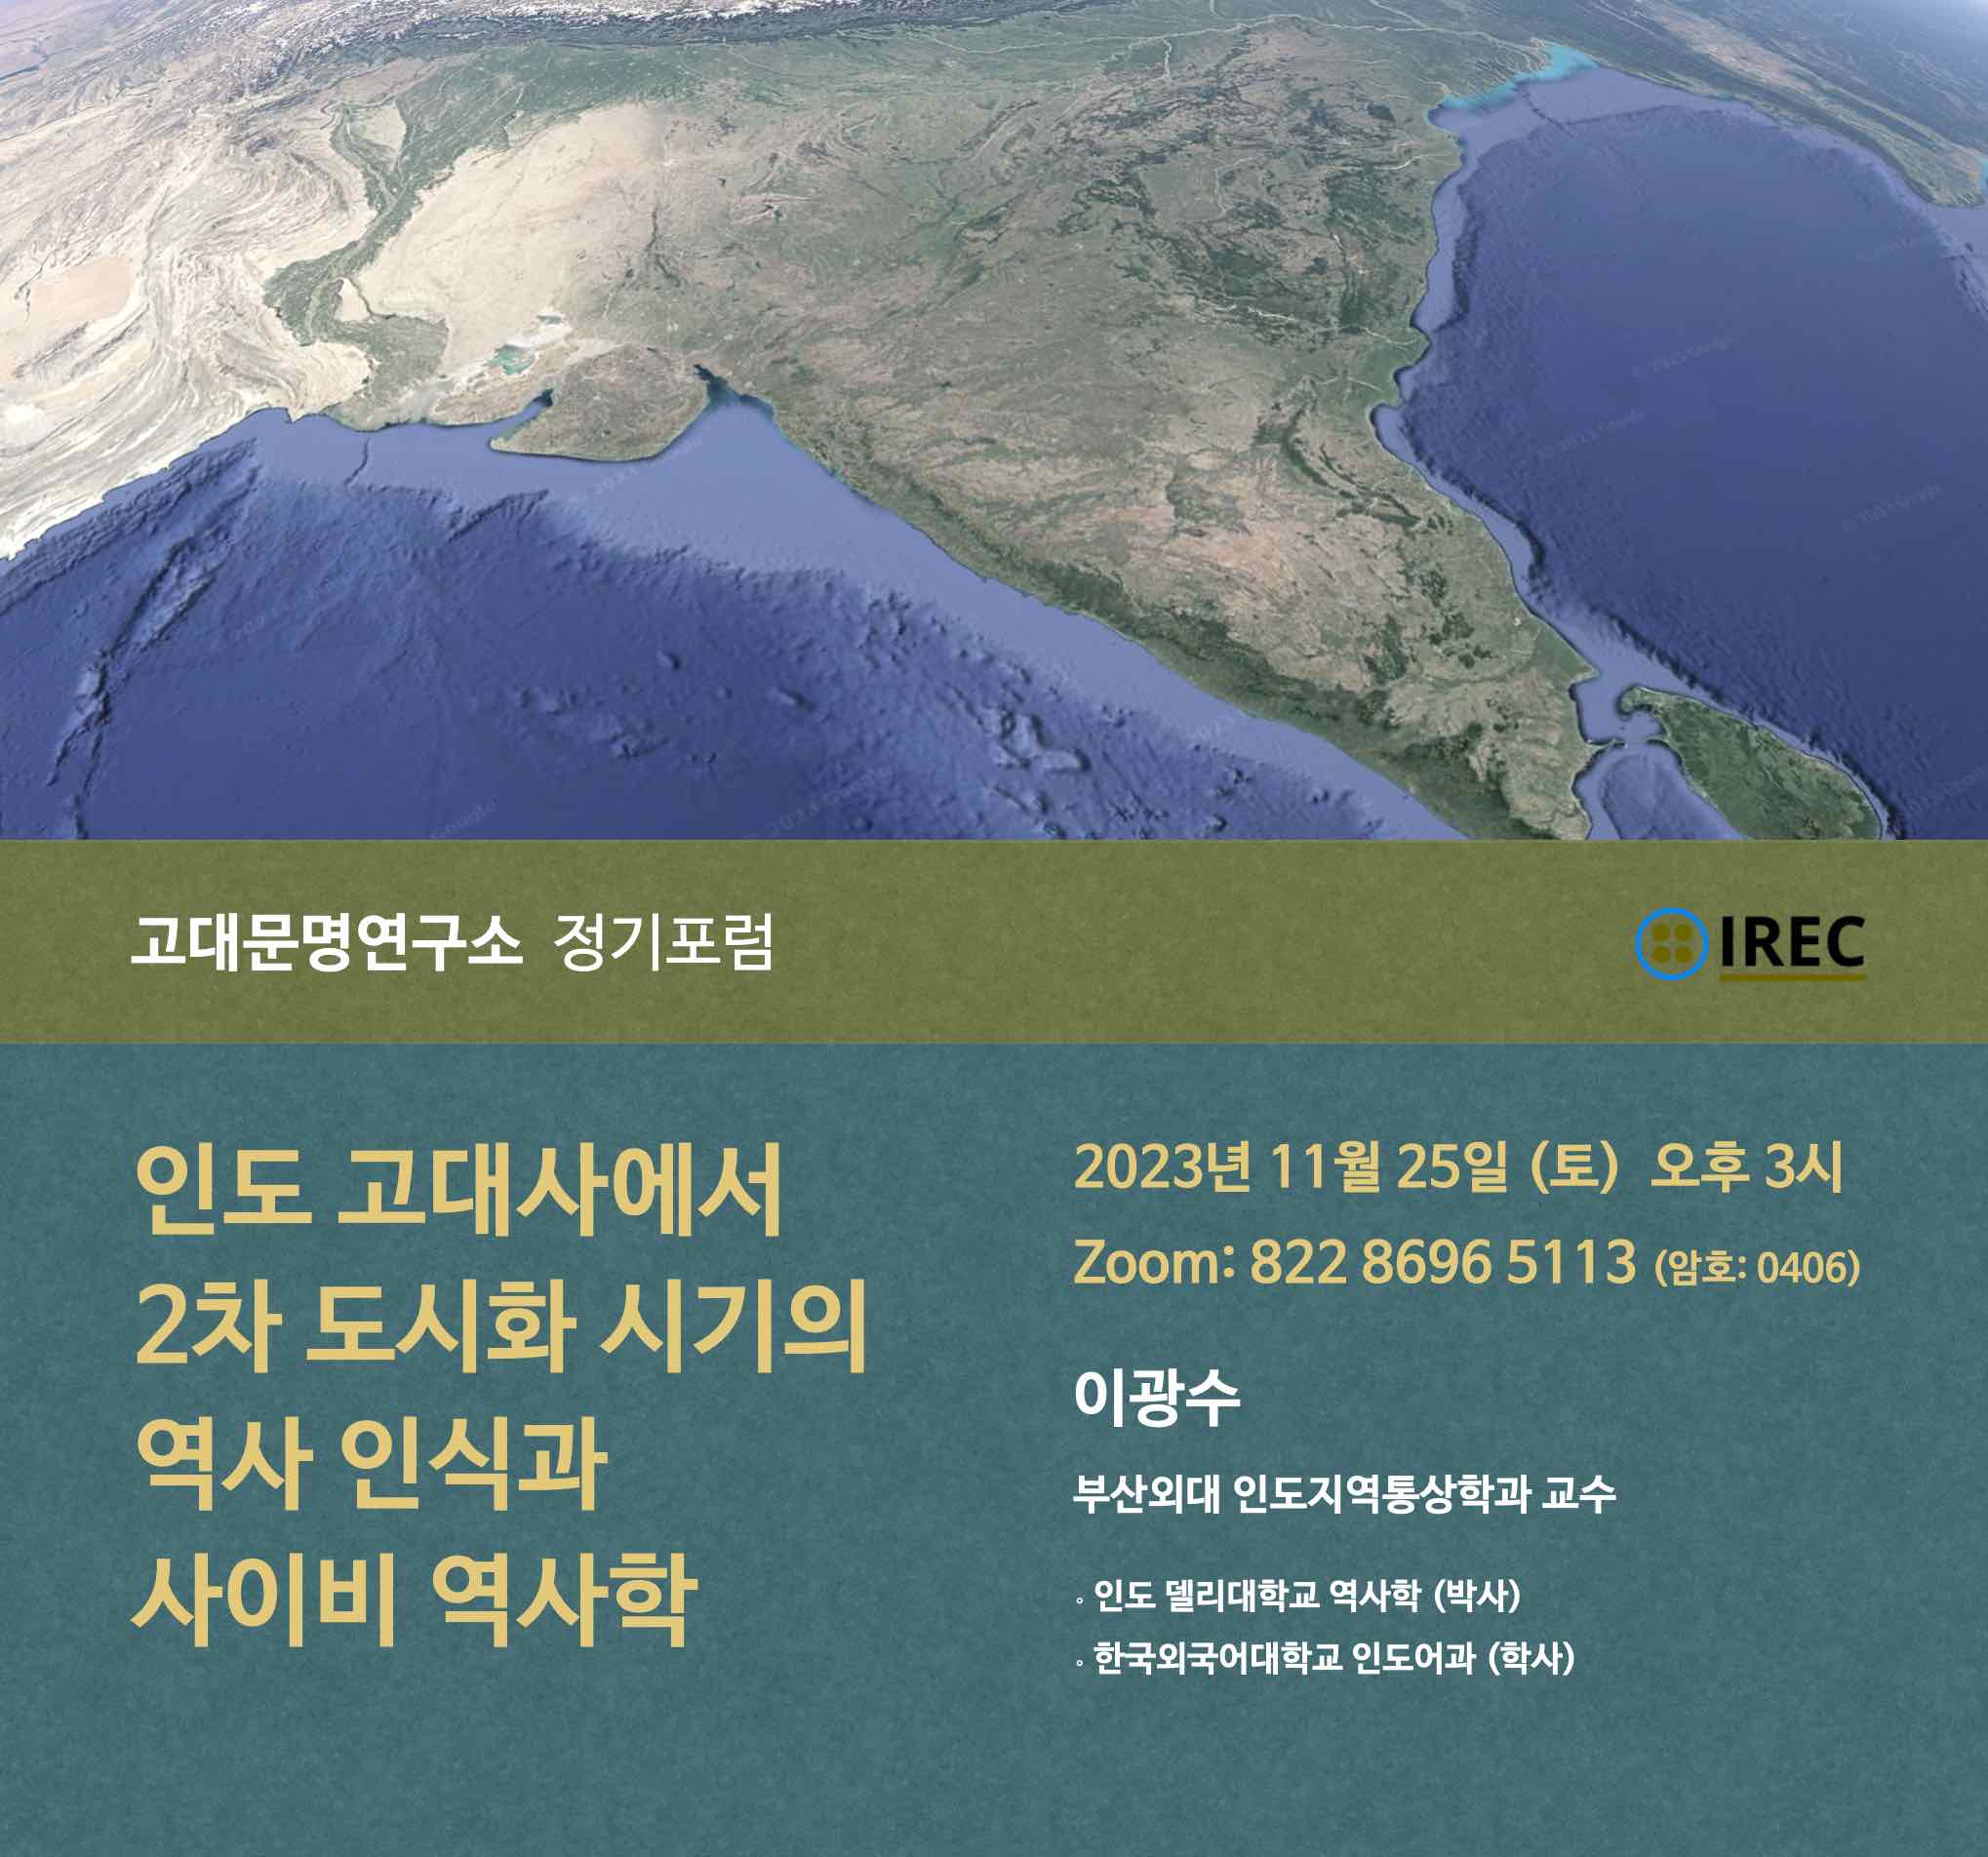 고대문명연구소 정기포럼
IREC
인도 고대사에서
2차 도시화 시기의
역사 인식과
사이비 역사학
2023년 11월 25일 (토) 오후 3시
Zoom: 822 8696 5113 (암호: 0406)
이광수
부산외대 인도지역통상학과 교수
◦ 인도 델리대학교 역사학 (박사)
◦ 한국외국어대학교 인도어과 (학사)